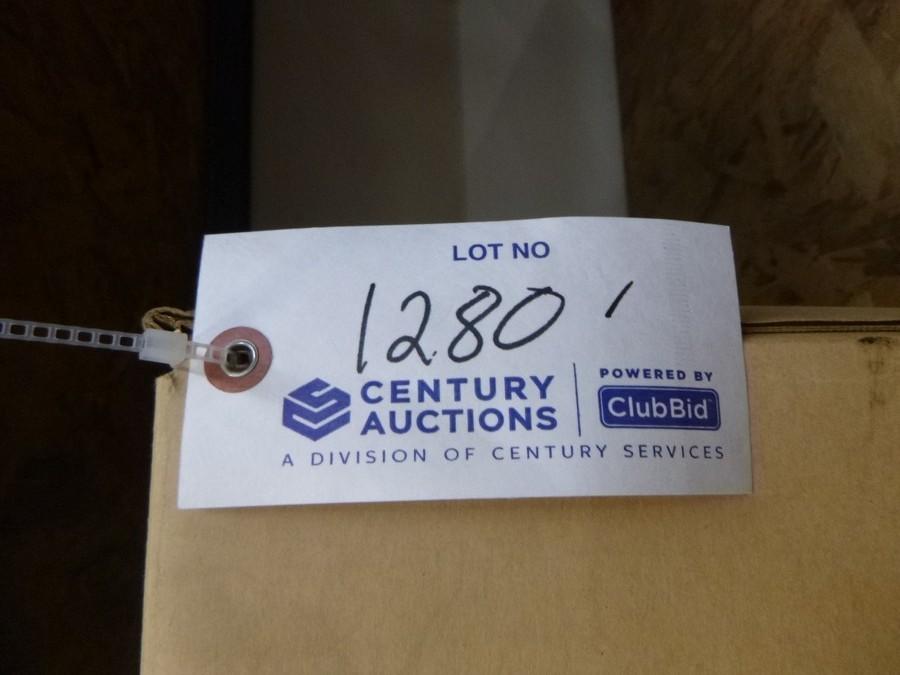 LOT NO
1280 '
CENTURY
AUCTIONS
POWERED BY
ClubBid
A DIVISION OF CENTURY SERVICES